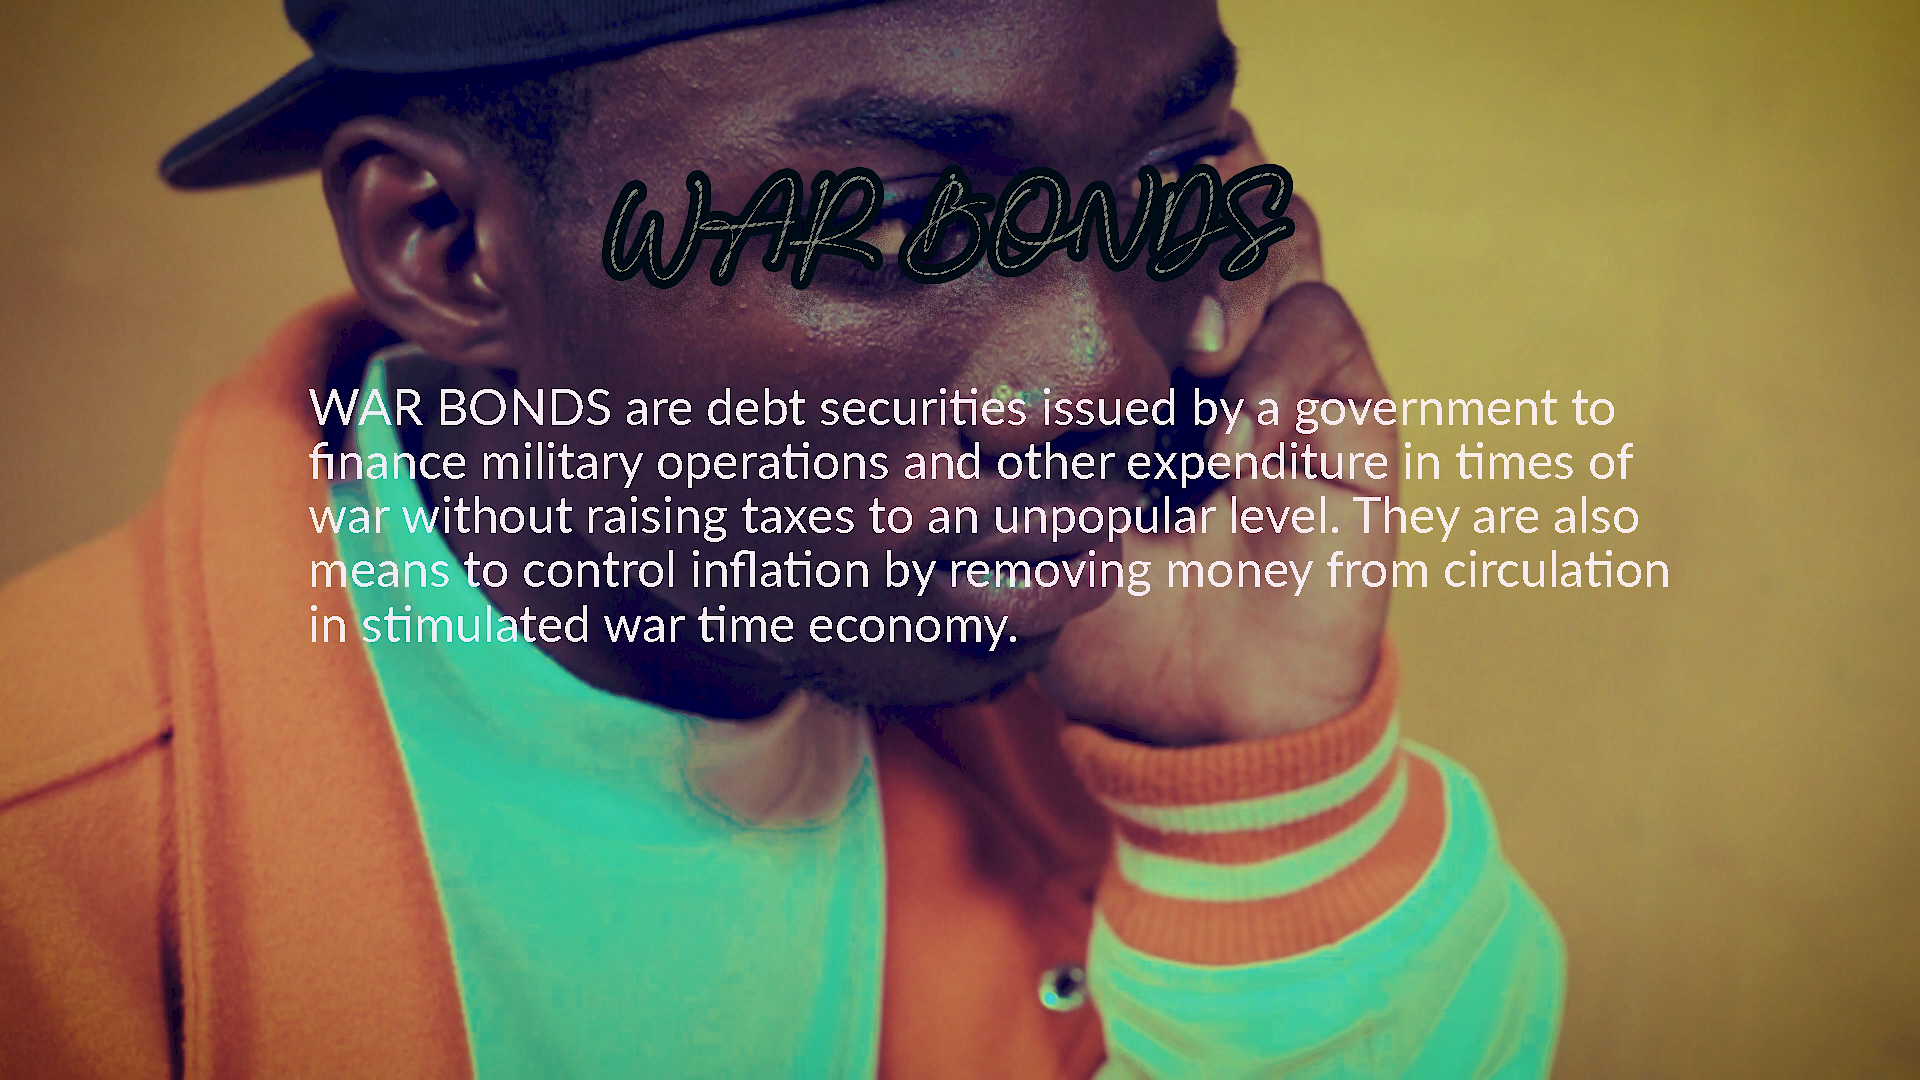 WAR BONDS
WAR BONDS are debt securities issued by a government to
finance military operations and other expenditure in times of
war without raising taxes to an unpopular level. They are also
means to control inflation by removing money from circulation
in stimulated war time economy.